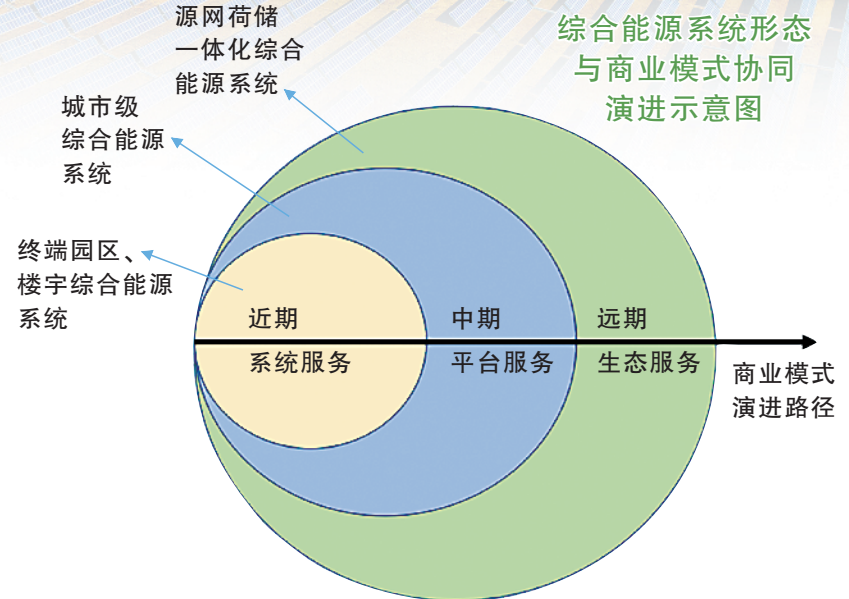 综合能源系统形态
与商业模式协同
演进示意图
源网荷储
一体化综合
能源系统
城市级
综合能源
系统
终端园区、
楼宇综合能源
系统
近期
中期
远期
系统服务
平台服务
生态服务
商业模式
演进路径